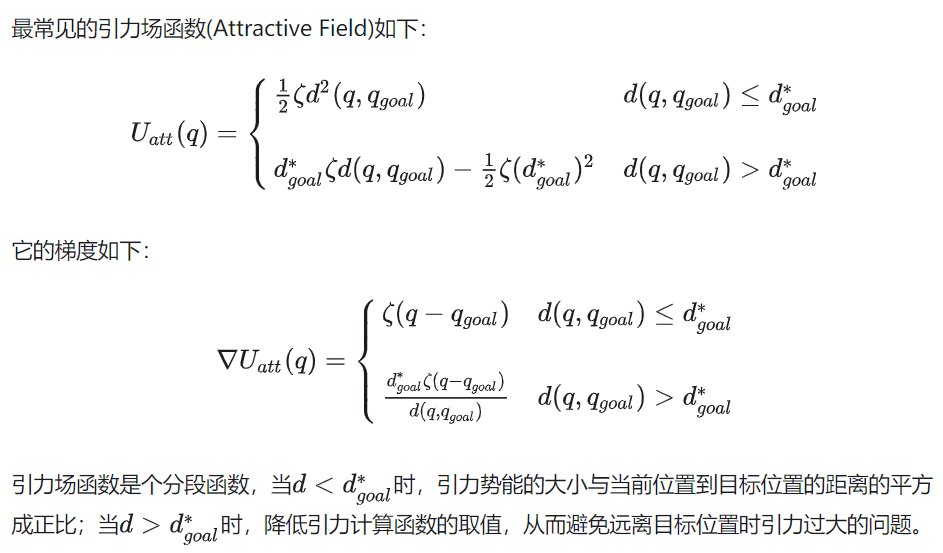 最常见的引力场函数(Attractive Field)如下：
$$U_{att}(q) = \begin{cases} \frac{1}{2}\zeta d^2(q, q_{goal}) & d(q, q_{goal}) \leq d^*_{goal} \\ d^*_{goal}\zeta d(q, q_{goal}) - \frac{1}{2}\zeta (d^*_{goal})^2 & d(q, q_{goal}) > d^*_{goal} \end{cases}$$
它的梯度如下：
$$\nabla U_{att}(q) = \begin{cases} \zeta(q - q_{goal}) & d(q, q_{goal}) \leq d^*_{goal} \\ \frac{d^*_{goal}\zeta(q - q_{goal})}{d(q, q_{goal})} & d(q, q_{goal}) > d^*_{goal} \end{cases}$$
引力场函数是个分段函数，当$d < d^*_{goal}$时，引力势能的大小与当前位置到目标位置的距离的平方
成正比；当$d > d^*_{goal}$时，降低引力计算函数的取值，从而避免远离目标位置时引力过大的问题。